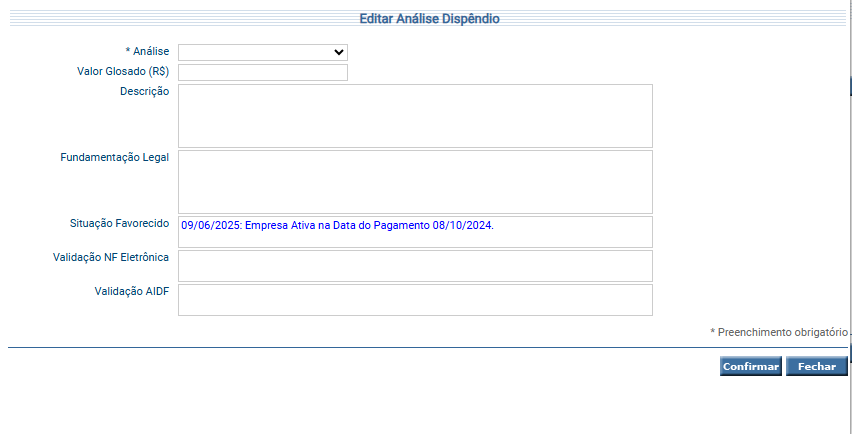 Editar Análise Dispêndio
* Análise
Valor Glosado (R$)
Descrição
Fundamentação Legal
Situação Favorecido 09/06/2025: Empresa Ativa na Data do Pagamento 08/10/2024.
Validação NF Eletrônica
Validação AIDF
* Preenchimento obrigatório
Confirmar Fechar